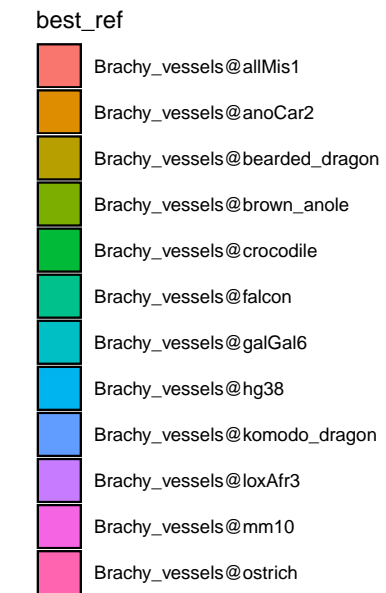 best_ref
Brachy_vessels@allMis1
Brachy_vessels@anoCar2
Brachy_vessels@bearded_dragon
Brachy_vessels@brown_anole
Brachy_vessels@crocodile
Brachy_vessels@falcon
Brachy_vessels@galGal6
Brachy_vessels@hg38
Brachy_vessels@komodo_dragon
Brachy_vessels@loxAfr3
Brachy_vessels@mm10
Brachy_vessels@ostrich